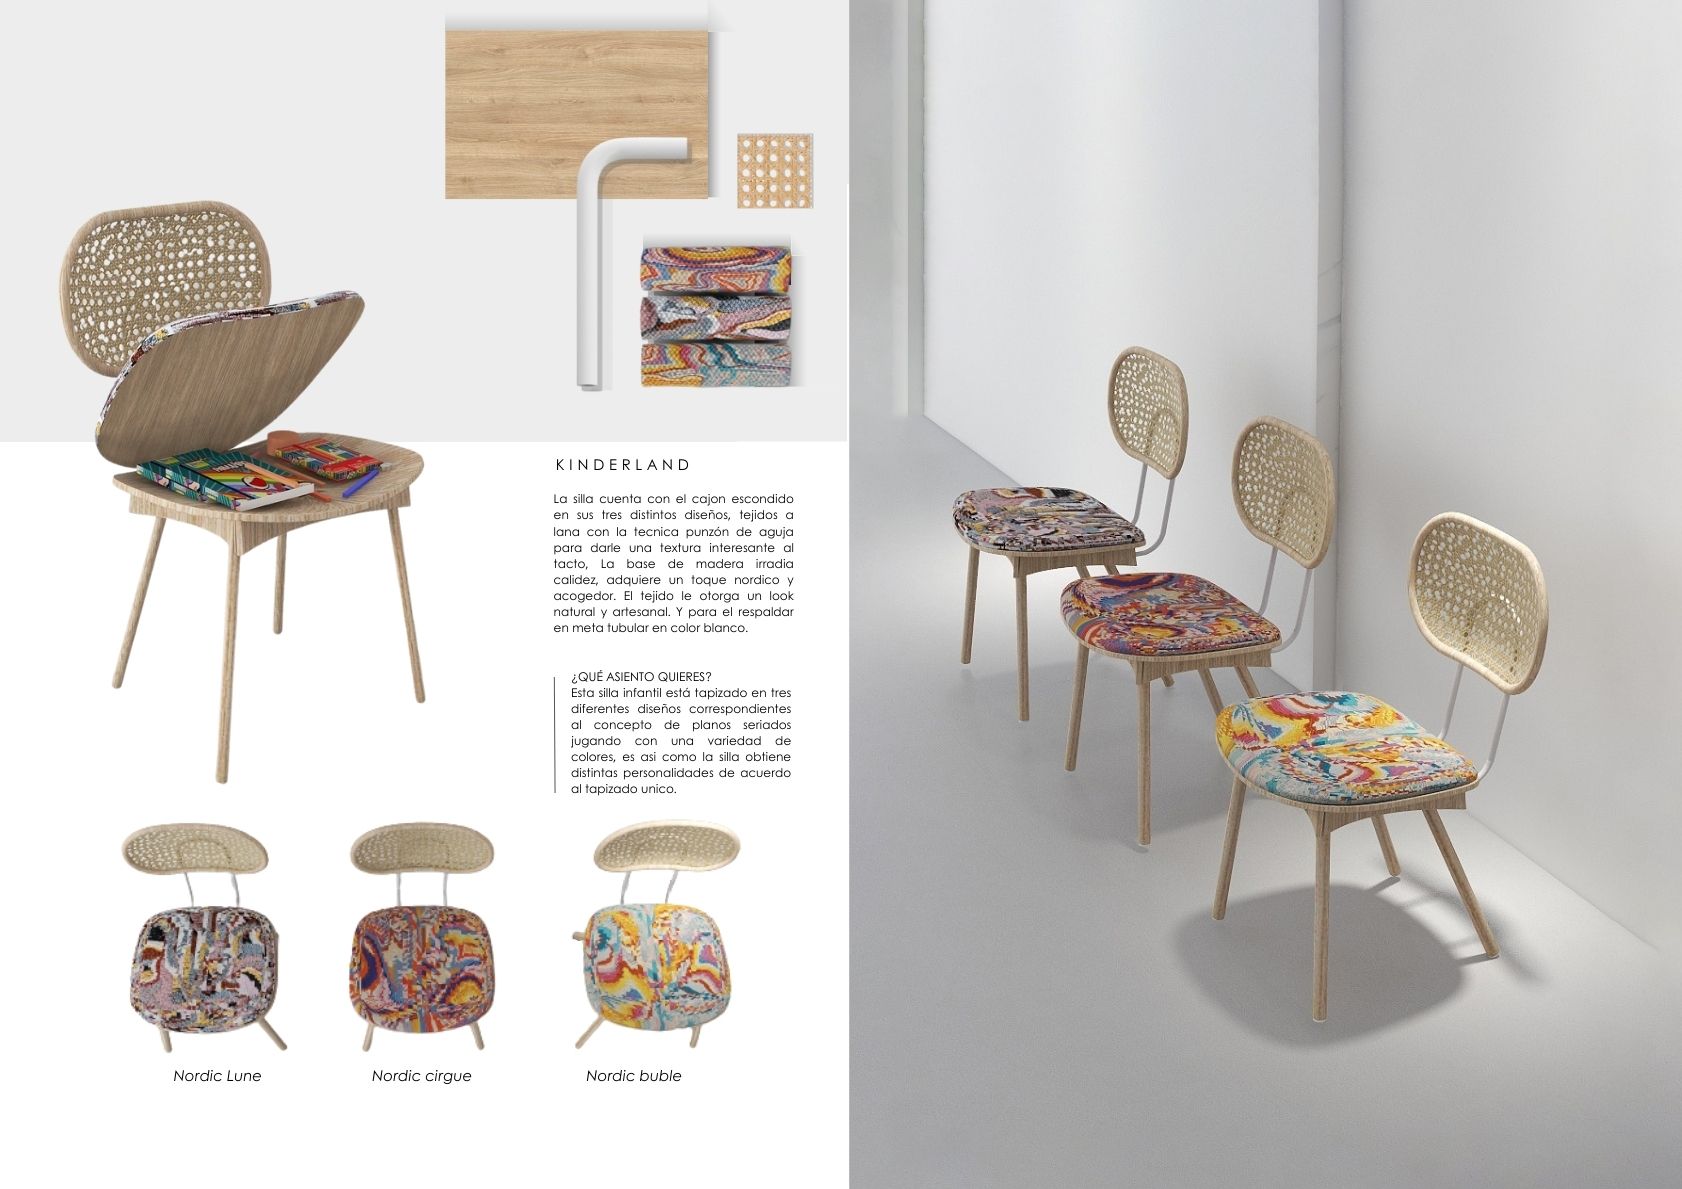 KINDERLAND
La silla cuenta con el cajon escondido
en sus tres distintos diseños, tejidos a
lana con la tecnica punzón de aguja
para darle una textura interesante al
tacto, La base de madera irradia
calidez, adquiere un toque nordico y
acogedor. El tejido le otorga un look
natural y artesanal. Y para el respaldar
en meta tubular en color blanco.
¿QUÉ ASIENTO QUIERES?
Esta silla infantil está tapizado en tres
diferentes diseños correspondientes
al concepto de planos seriados
jugando con una variedad de
colores, es asi como la silla obtiene
distintas personalidades de acuerdo
al tapizado unico.
Nordic Lune
Nordic cirgue
Nordic buble